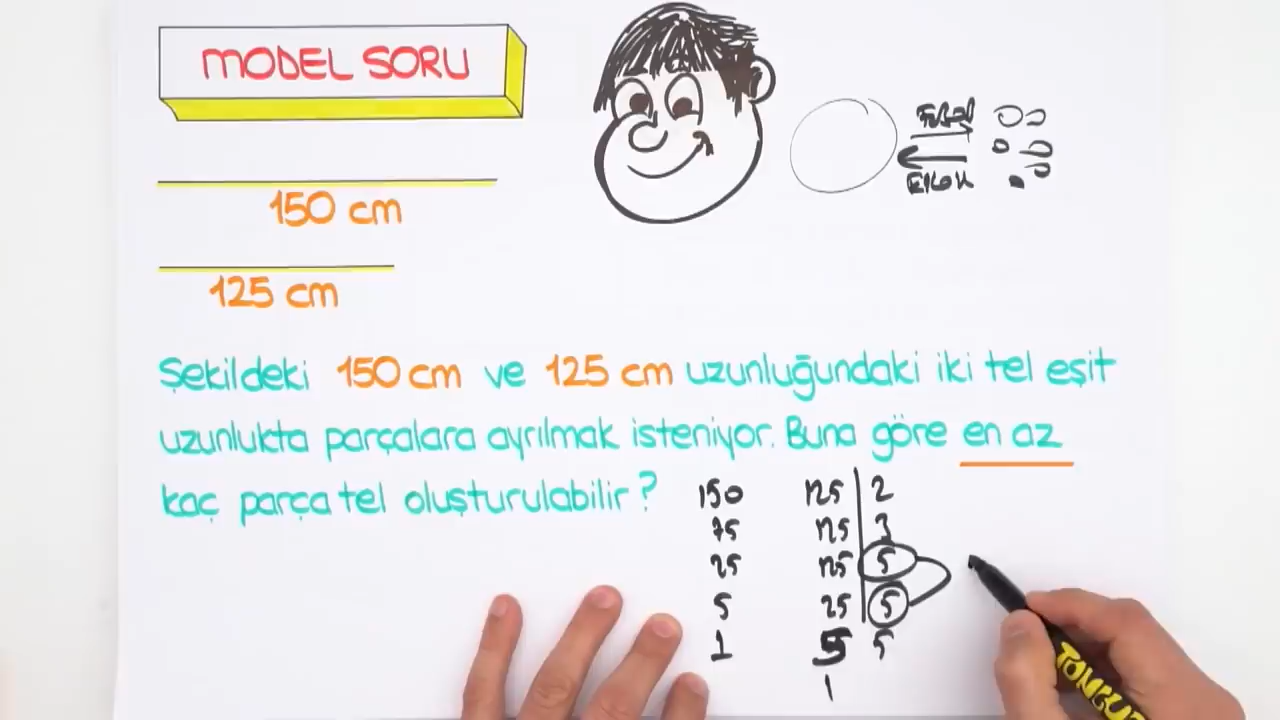 MODEL SORU
150 cm
125 cm
EBOB
EKOK
Şekildeki 150 cm ve 125 cm uzunluğundaki iki tel eşit
uzunlukta parçalara ayrılmak isteniyor. Buna göre en az
kaç parça tel oluşturulabilir?
150 125 2
75 125 3
25 125 5
5 25 5
1 5 5
1